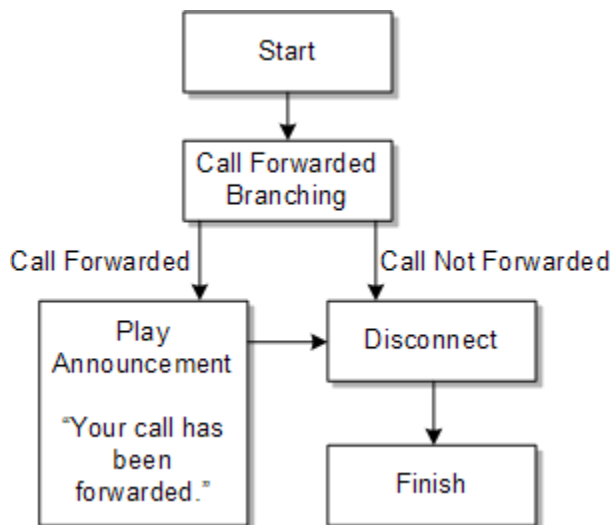 Start
Call Forwarded
Branching
Call Forwarded
Call Not Forwarded
Play
Announcement
“Your call has
been
forwarded.”
Disconnect
Finish